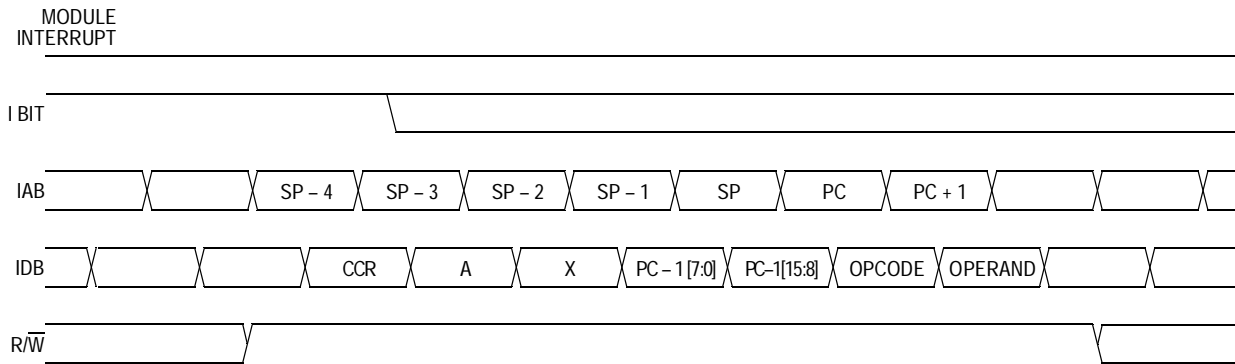 MODULE
INTERRUPT
I BIT
IAB SP – 4 SP – 3 SP – 2 SP – 1 SP PC PC + 1
IDB CCR A X PC – 1 [7:0] PC–1[15:8] OPCODE OPERAND
R/W̅